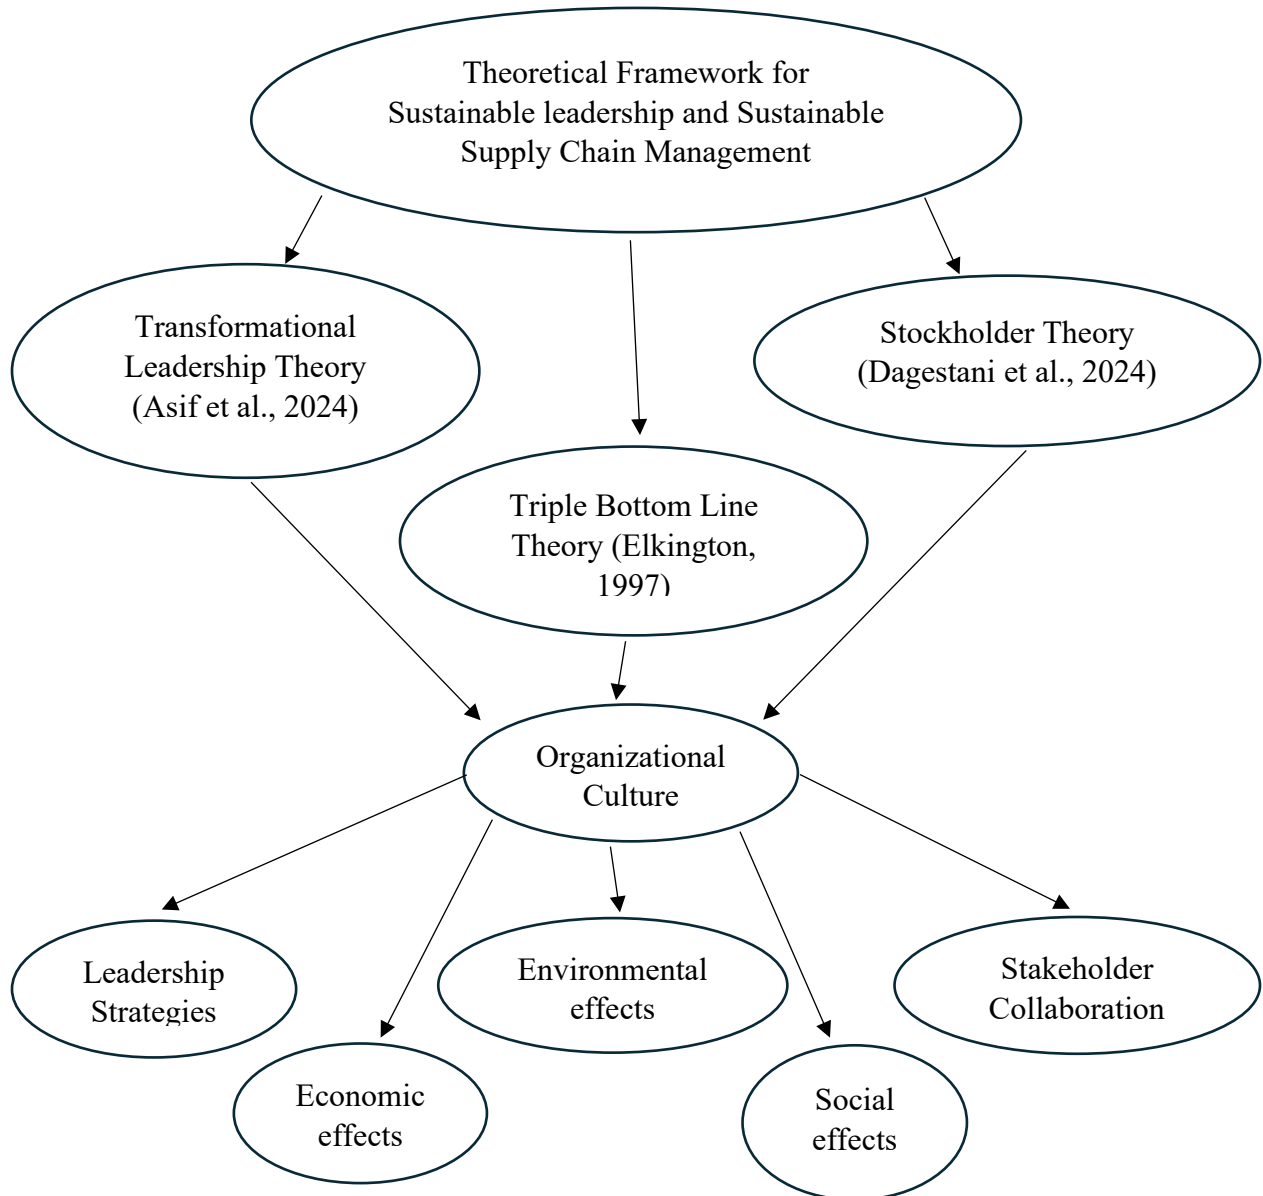 Theoretical Framework for
Sustainable leadership and Sustainable
Supply Chain Management
Transformational
Leadership Theory
(Asif et al., 2024)
Stockholder Theory
(Dagestani et al., 2024)
Triple Bottom Line
Theory (Elkington,
1997)
Organizational
Culture
Leadership
Strategies
Environmental
effects
Stakeholder
Collaboration
Economic
effects
Social
effects